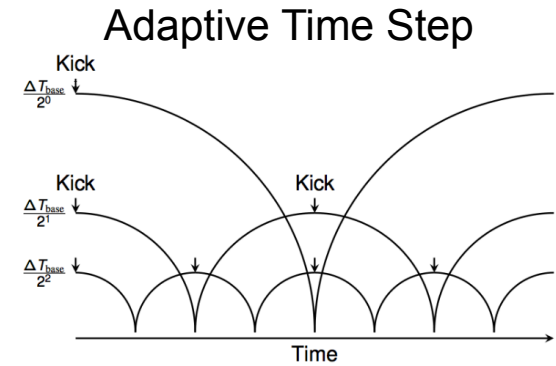 Adaptive Time Step
Kick
ΔT_base/2^0
Kick
Kick
ΔT_base/2^1
ΔT_base/2^2
Time